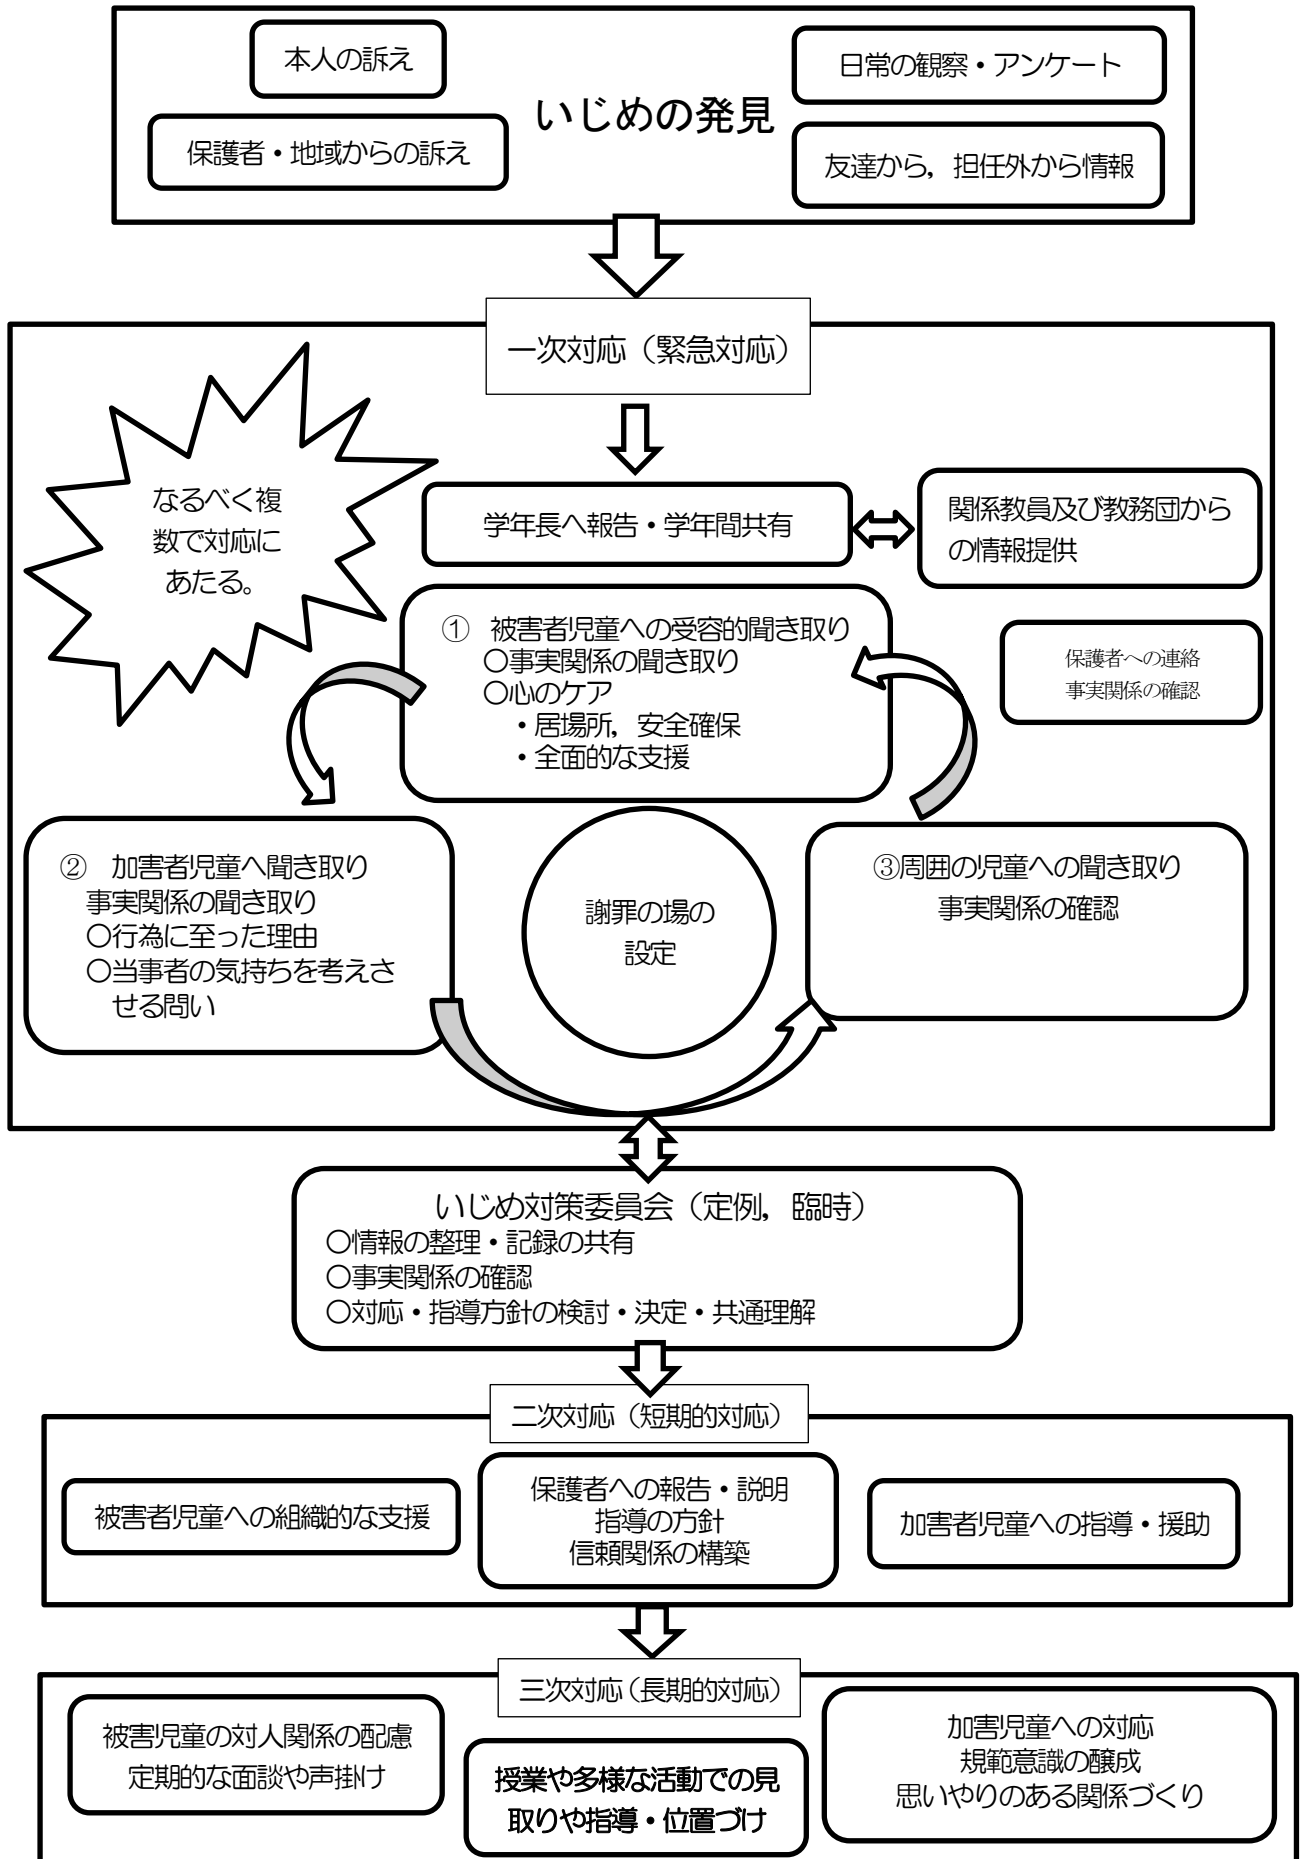 本人の訴え
日常の観察・アンケート
いじめの発見
保護者・地域からの訴え
友達から，担任外から情報
一次対応（緊急対応）
なるべく複
数で対応に
あたる。
学年長へ報告・学年間共有
関係教員及び教務団から
の情報提供
① 被害者児童への受容的聞き取り
○事実関係の聞き取り
○心のケア
・居場所，安全確保
・全面的な支援
保護者への連絡
事実関係の確認
② 加害者児童へ聞き取り
事実関係の聞き取り
○行為に至った理由
○当事者の気持ちを考えさ
せる問い
謝罪の場の
設定
③周囲の児童への聞き取り
事実関係の確認
いじめ対策委員会（定例，臨時）
○情報の整理・記録の共有
○事実関係の確認
○対応・指導方針の検討・決定・共通理解
二次対応（短期的対応）
被害者児童への組織的な支援
保護者への報告・説明
指導の方針
信頼関係の構築
加害者児童への指導・援助
三次対応（長期的対応）
被害児童の対人関係の配慮
定期的な面談や声掛け
授業や多様な活動での見
取りや指導・位置づけ
加害児童への対応
規範意識の醸成
思いやりのある関係づくり